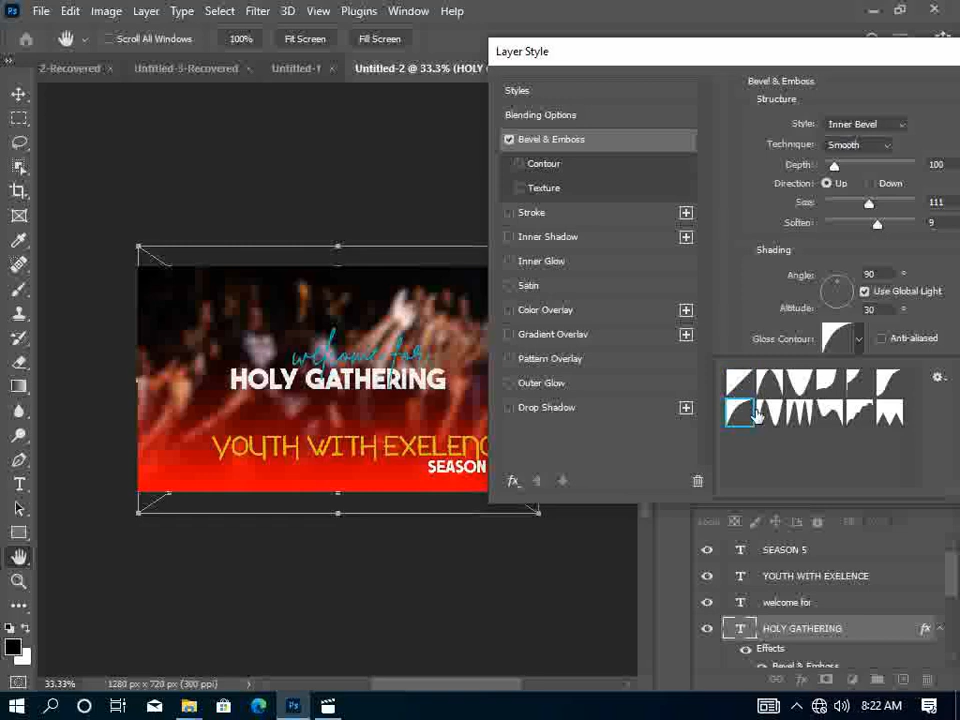 File Edit Image Layer Type Select Filter 3D View Plugins Window Help
Scroll All Windows 100% Fit Screen Fill Screen
2-Recovered × Untitled-3-Recovered × Untitled-1 × Untitled-2 @ 33.3% (HOLY
Layer Style
Styles
Blending Options
Bevel & Emboss
Contour
Texture
Stroke
Inner Shadow
Inner Glow
Satin
Color Overlay
Gradient Overlay
Pattern Overlay
Outer Glow
Drop Shadow
fx
Bevel & Emboss
Structure
Style: Inner Bevel
Technique: Smooth
Depth: 100
Direction: Up Down
Size: 111
Soften: 9
Shading
Angle: 90 °
Use Global Light
Altitude: 30 °
Gloss Contour: Anti-aliased
welcome for
HOLY GATHERING
YOUTH WITH EXELENC
SEASON
Lock: Fill:
T SEASON 5
T YOUTH WITH EXELENCE
T welcome for
T HOLY GATHERING fx
Effects
Bevel & Emboss
33.33% 1280 px x 720 px (300 ppi)
8:22 AM